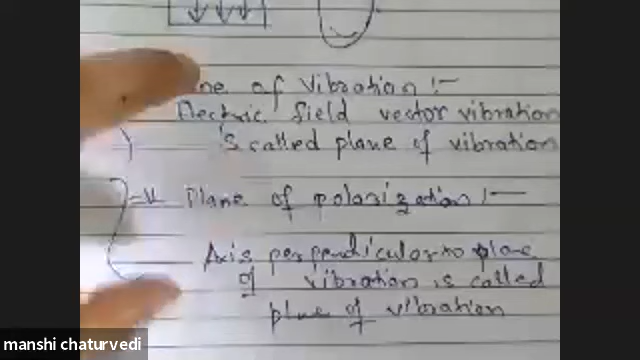 of Vibration :-
Electric field vector vibration
is called plane of vibration
Plane of polarization :-
Axis perpendicular to plane
of vibration is called
plane of vibration
manshi chaturvedi